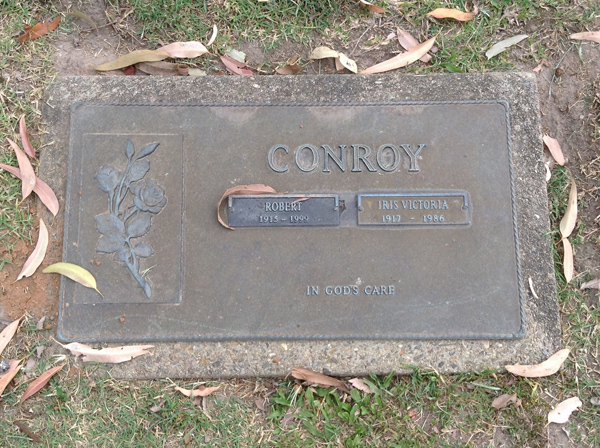 CONROY
ROBERT
1915 - 1999
IRIS VICTORIA
1917 - 1986
IN GOD'S CARE